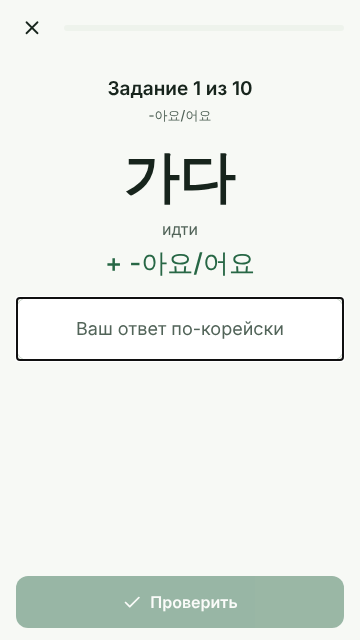 Задание 1 из 10
-아요/어요
가다
идти
+ -아요/어요
Ваш ответ по-корейски
Проверить